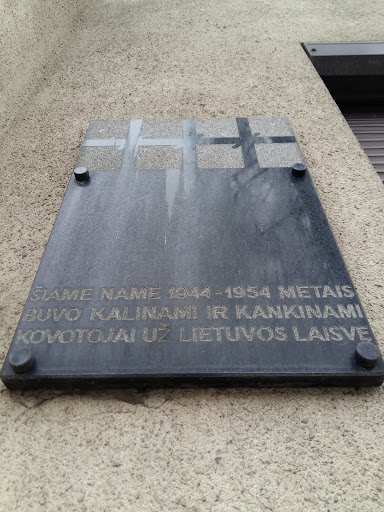 ŠIAME NAME 1944-1954 METAIS
BUVO KALINAMI IR KANKINAMI
KOVOTOJAI UŽ LIETUVOS LAISVĘ